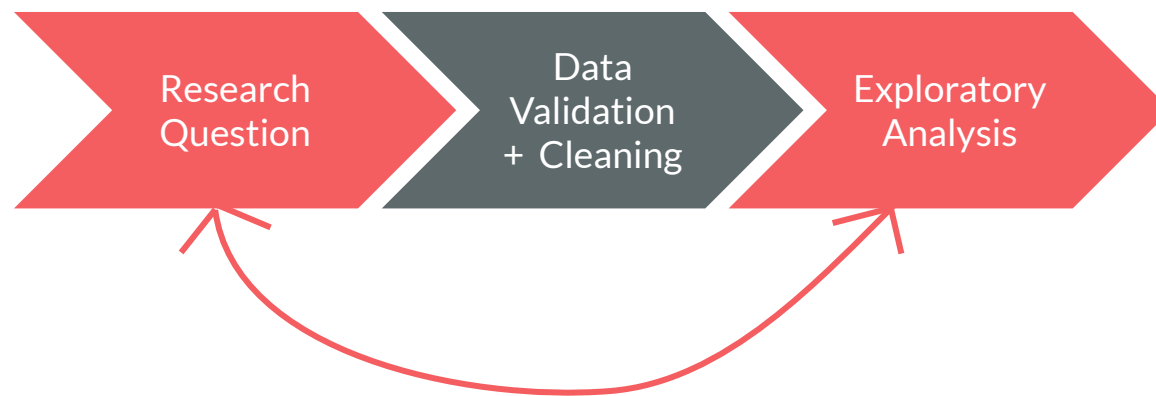 Research
Question
Data
Validation
+ Cleaning
Exploratory
Analysis